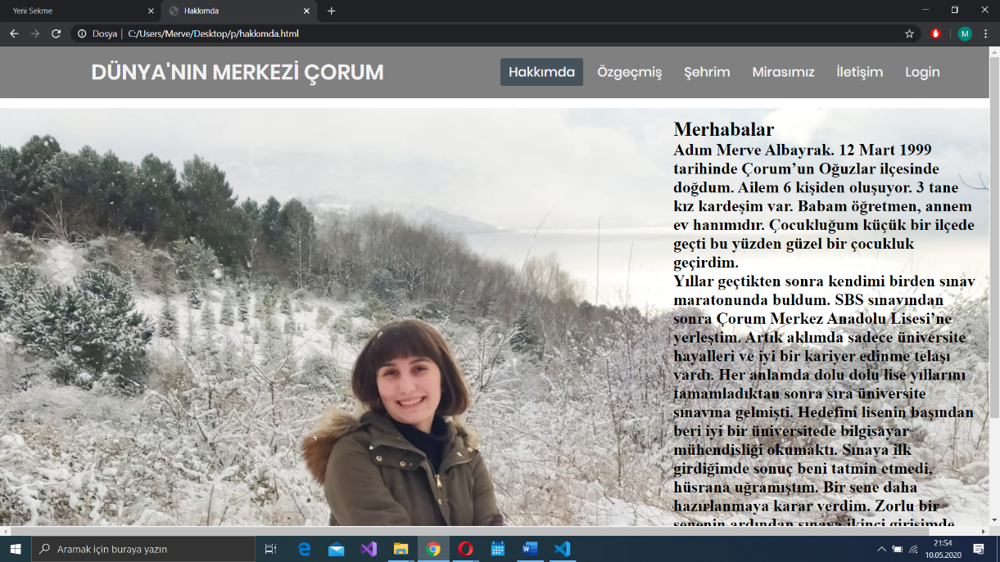 Yeni Sekme
Hakkımda
Dosya
C:/Users/Merve/Desktop/p/hakkımda.html
M
DÜNYA'NIN MERKEZİ ÇORUM
Hakkımda Özgeçmiş Şehrim Mirasımız İletişim Login
Merhabalar
Adım Merve Albayrak. 12 Mart 1999
tarihinde Çorum’un Oğuzlar ilçesinde
doğdum. Ailem 6 kişiden oluşuyor. 3 tane
kız kardeşim var. Babam öğretmen, annem
ev hanımıdır. Çocukluğum küçük bir ilçede
geçti bu yüzden güzel bir çocukluk
geçirdim.
Yıllar geçtikten sonra kendimi birden sınav
maratonunda buldum. SBS sınavından
sonra Çorum Merkez Anadolu Lisesi’ne
yerleştim. Artık aklımda sadece üniversite
hayalleri ve iyi bir kariyer edinme telaşı
vardı. Her anlamda dolu dolu lise yıllarını
tamamladıktan sonra sıra üniversite
sınavına gelmişti. Hedefim lisenin başından
beri iyi bir üniversitede bilgisayar
mühendisliği okumaktı. Sınava ilk
girdiğimde sonuç beni tatmin etmedi,
hüsrana uğramıştım. Bir sene daha
hazırlanmaya karar verdim. Zorlu bir
senenin ardından sınava ikinci girişimde
Aramak için buraya yazın
21:54
10.05.2020